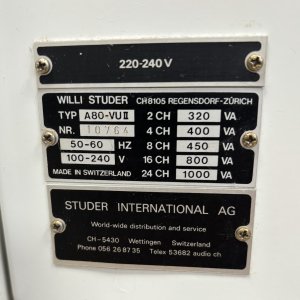 220-240 V
WILLI STUDER CH8105 REGENSDORF-ZÜRICH
TYP A80-VUII 2 CH 320 VA
NR. 10764 4 CH 400 VA
50-60 HZ 8 CH 450 VA
100-240 V 16 CH 800 VA
MADE IN SWITZERLAND 24 CH 1000 VA
STUDER INTERNATIONAL AG
World-wide distribution and service
CH-5430 Wettingen Switzerland
Phone 056 26 87 35 Telex 53682 audio ch